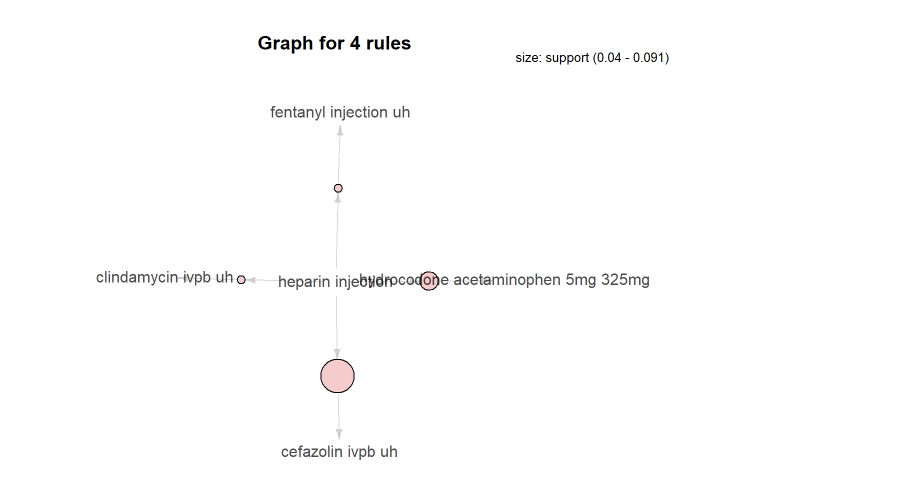 Graph for 4 rules
size: support (0.04 - 0.091)
fentanyl injection uh
clindamycin ivpb uh
heparin injection
hydrocodone acetaminophen 5mg 325mg
cefazolin ivpb uh